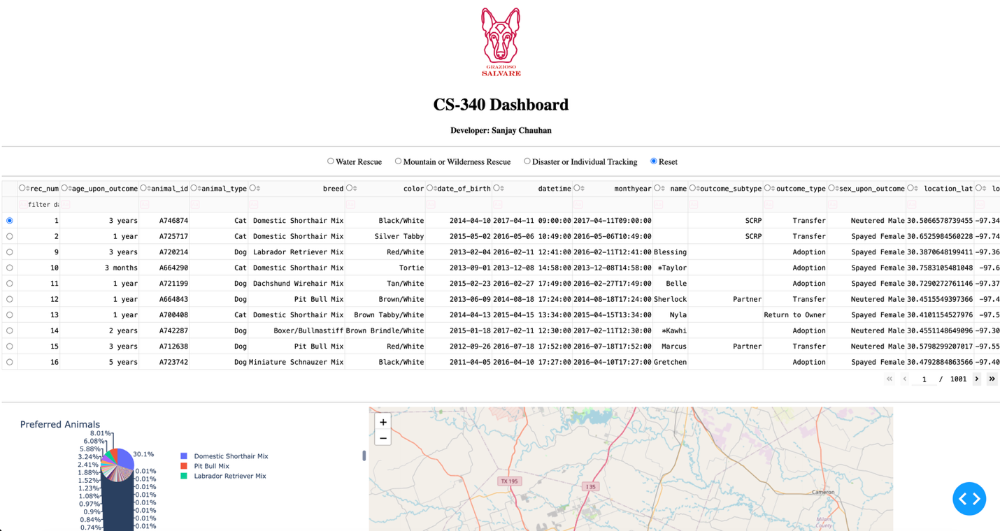 GRAZIOSO
SALVARE
CS-340 Dashboard
Developer: Sanjay Chauhan
Water Rescue Mountain or Wilderness Rescue Disaster or Individual Tracking Reset
rec_num age_upon_outcome animal_id animal_type breed color date_of_birth datetime monthyear name outcome_subtype outcome_type sex_upon_outcome location_lat lo
filter da
1 3 years A746874 Cat Domestic Shorthair Mix Black/White 2014-04-10 2017-04-11 09:00:00 2017-04-11T09:00:00 SCRP Transfer Neutered Male 30.5066578739455 -97.34
2 1 year A725717 Cat Domestic Shorthair Mix Silver Tabby 2015-05-02 2016-05-06 10:49:00 2016-05-06T10:49:00 SCRP Transfer Spayed Female 30.6525984560228 -97.74
9 3 years A720214 Dog Labrador Retriever Mix Red/White 2013-02-04 2016-02-11 12:41:00 2016-02-11T12:41:00 Blessing Adoption Spayed Female 30.3870648199411 -97.36
10 3 months A664290 Cat Domestic Shorthair Mix Tortie 2013-09-01 2013-12-08 14:58:00 2013-12-08T14:58:00 *Taylor Adoption Spayed Female 30.7583105481048 -97.6
11 1 year A721199 Dog Dachshund Wirehair Mix Tan/White 2015-02-23 2016-02-27 17:49:00 2016-02-27T17:49:00 Belle Adoption Spayed Female 30.7290272761146 -97.37
12 1 year A664843 Dog Pit Bull Mix Brown/White 2013-06-09 2014-08-18 17:24:00 2014-08-18T17:24:00 Sherlock Partner Transfer Neutered Male 30.4515549397366 -97.4
13 1 year A700408 Cat Domestic Shorthair Mix Brown Tabby/White 2014-04-13 2015-04-15 13:34:00 2015-04-15T13:34:00 Nyla Return to Owner Spayed Female 30.4101154527976 -97.5
14 2 years A742287 Dog Boxer/Bullmastiff Brown Brindle/White 2015-01-18 2017-02-11 12:30:00 2017-02-11T12:30:00 *Kawhi Adoption Neutered Male 30.4551148649096 -97.30
15 3 years A712638 Dog Pit Bull Mix Red/White 2012-09-26 2016-07-18 17:52:00 2016-07-18T17:52:00 Marcus Partner Transfer Neutered Male 30.5798299207017 -97.55
16 5 years A723742 Dog Miniature Schnauzer Mix Black/White 2011-04-05 2016-04-10 17:27:00 2016-04-10T17:27:00 Gretchen Adoption Spayed Female 30.4792884863566 -97.40
« ‹ 1 / 1001 › »
Preferred Animals
8.01%
6.08%
5.88%
3.24%
2.41%
1.88%
1.52%
1.23%
1.08%
0.97%
0.9%
0.84%
0.74%
30.1%
0.01%
0.01%
0.01%
0.01%
0.01%
0.01%
0.01%
0.01%
Domestic Shorthair Mix
Pit Bull Mix
Labrador Retriever Mix
+
−
TX 195
I 35
Cameron
Milam
County